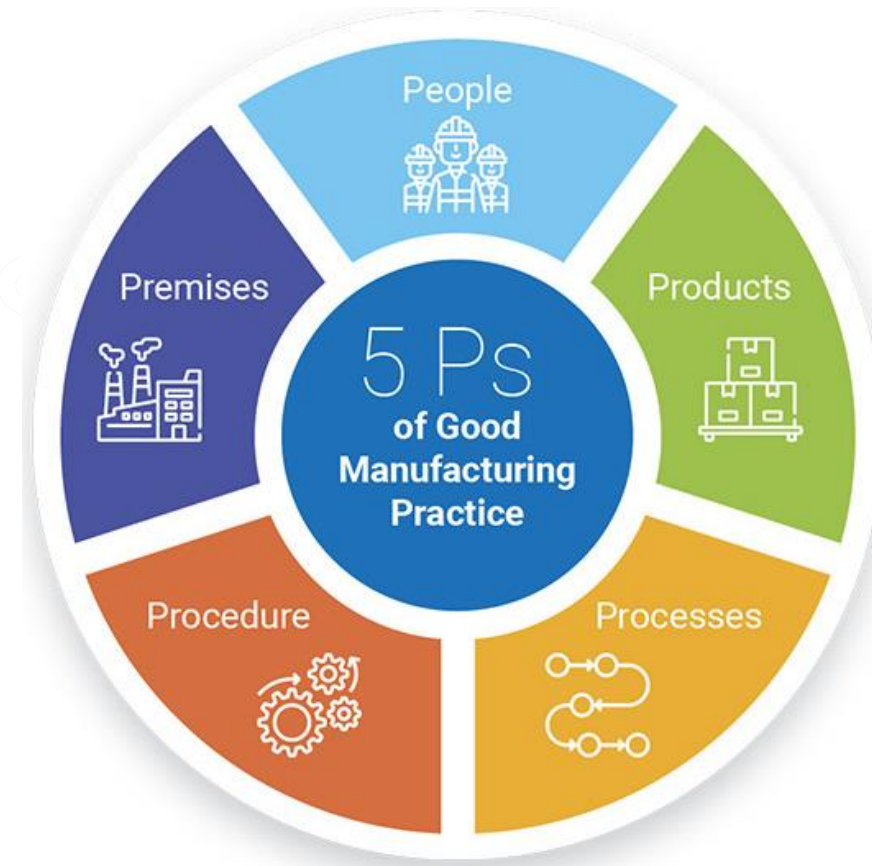 People
Products
Premises
5 Ps
of Good
Manufacturing
Practice
Procedure
Processes